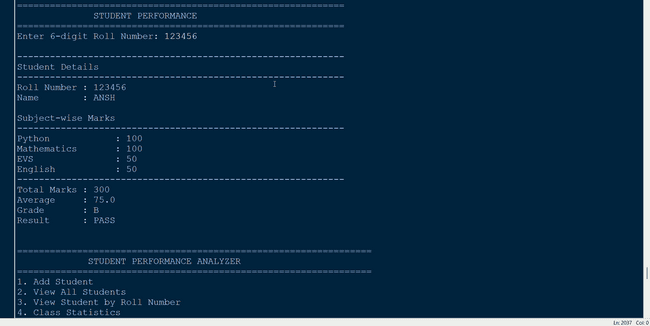 ============================================================
STUDENT PERFORMANCE
============================================================
Enter 6-digit Roll Number: 123456
------------------------------------------------------------
Student Details
------------------------------------------------------------
Roll Number : 123456
Name : ANSH
Subject-wise Marks
------------------------------------------------------------
Python : 100
Mathematics : 100
EVS : 50
English : 50
------------------------------------------------------------
Total Marks : 300
Average : 75.0
Grade : B
Result : PASS
=================================================================
STUDENT PERFORMANCE ANALYZER
=================================================================
1. Add Student
2. View All Students
3. View Student by Roll Number
4. Class Statistics
Ln: 2037 Col: 0